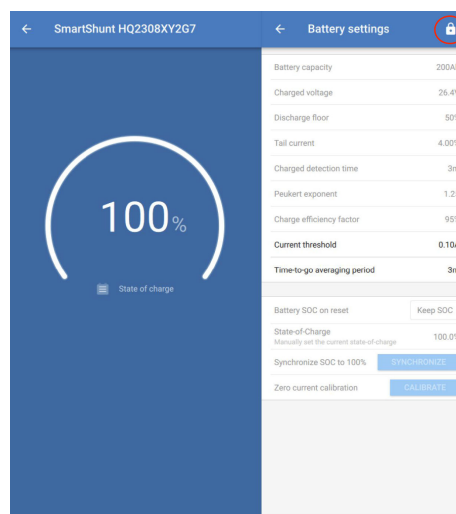 SmartShunt HQ2308XY2G7
100%
State of charge
Battery settings
Battery capacity 200A
Charged voltage 26.4
Discharge floor 50
Tail current 4.00
Charged detection time 3
Peukert exponent 1.2
Charge efficiency factor 95
Current threshold 0.10
Time-to-go averaging period 3
Battery SOC on reset Keep SOC
State-of-Charge 100.0
Manually set the current state-of-charge
Synchronize SOC to 100% SYNCHRONIZE
Zero current calibration CALIBRATE